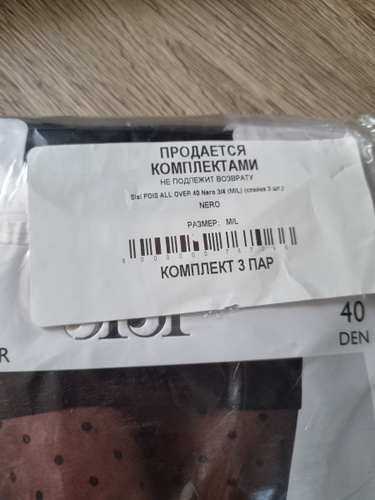 ПРОДАЕТСЯ
КОМПЛЕКТАМИ
НЕ ПОДЛЕЖИТ ВОЗВРАТУ
Sisi POIS ALL OVER 40 Nero 3/4 (M/L) (спайка 3 шт.)
NERO
РАЗМЕР: M/L
КОМПЛЕКТ 3 ПАР
SiSi
40
DEN
R